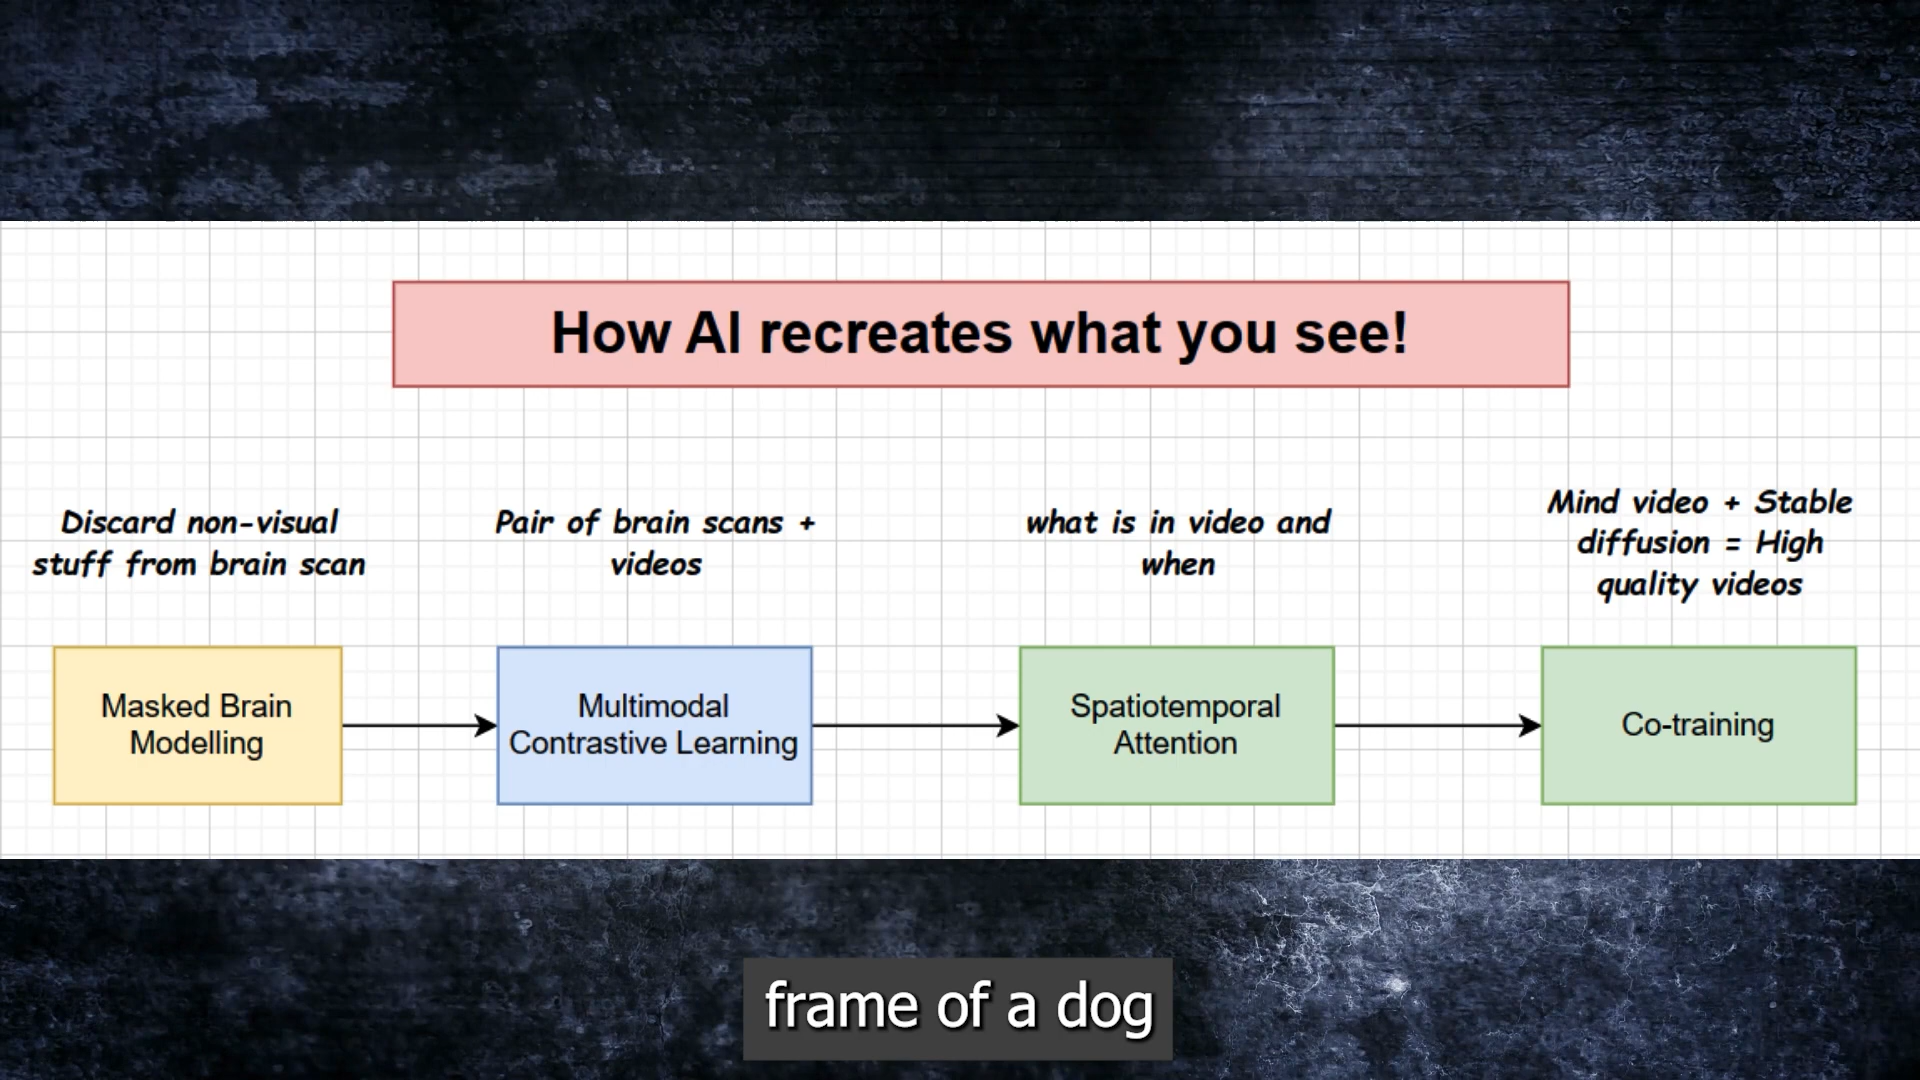 How AI recreates what you see!
Discard non-visual
stuff from brain scan
Pair of brain scans +
videos
what is in video and
when
Mind video + Stable
diffusion = High
quality videos
Masked Brain
Modelling
Multimodal
Contrastive Learning
Spatiotemporal
Attention
Co-training
frame of a dog